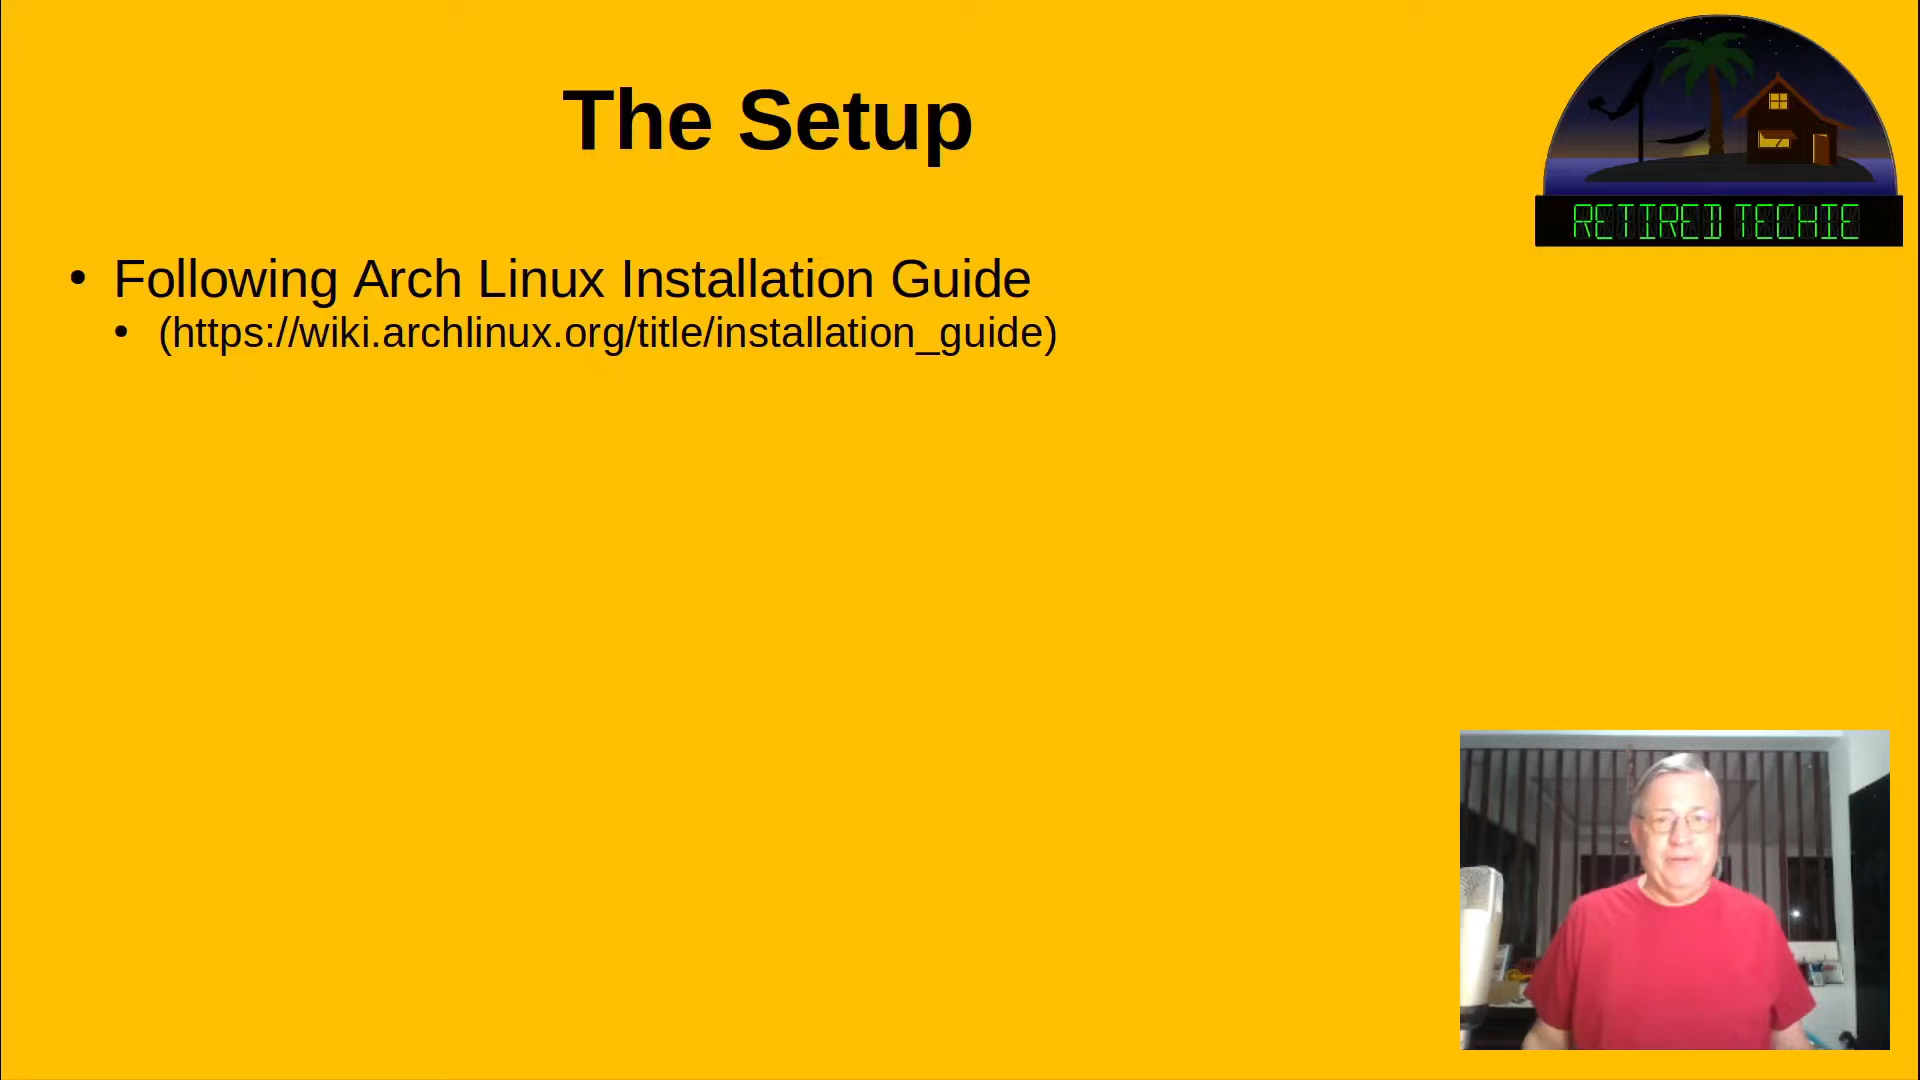 The Setup
RETIRED TECHIE
• Following Arch Linux Installation Guide
• (https://wiki.archlinux.org/title/installation_guide)